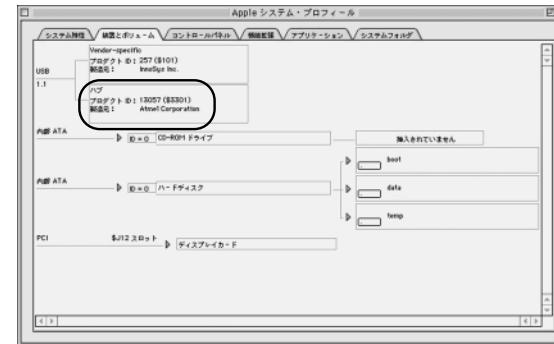 Apple システム・プロフィール
システム特性 装置とボリューム コントロールパネル 機能拡張 アプリケーション システムフォルダ
USB
1.1
Vendor-specific
プロダクト ID : 257 ($101)
製造元 : InnoSys Inc.
ハブ
プロダクト ID : 13057 ($3301)
製造元 : Atmel Corporation
内部 ATA
ID = 0 CD-ROM ドライブ
挿入されていません
内部 ATA
ID = 0 ハードディスク
boot
data
temp
PCI
$J12 スロット
ディスプレイカード